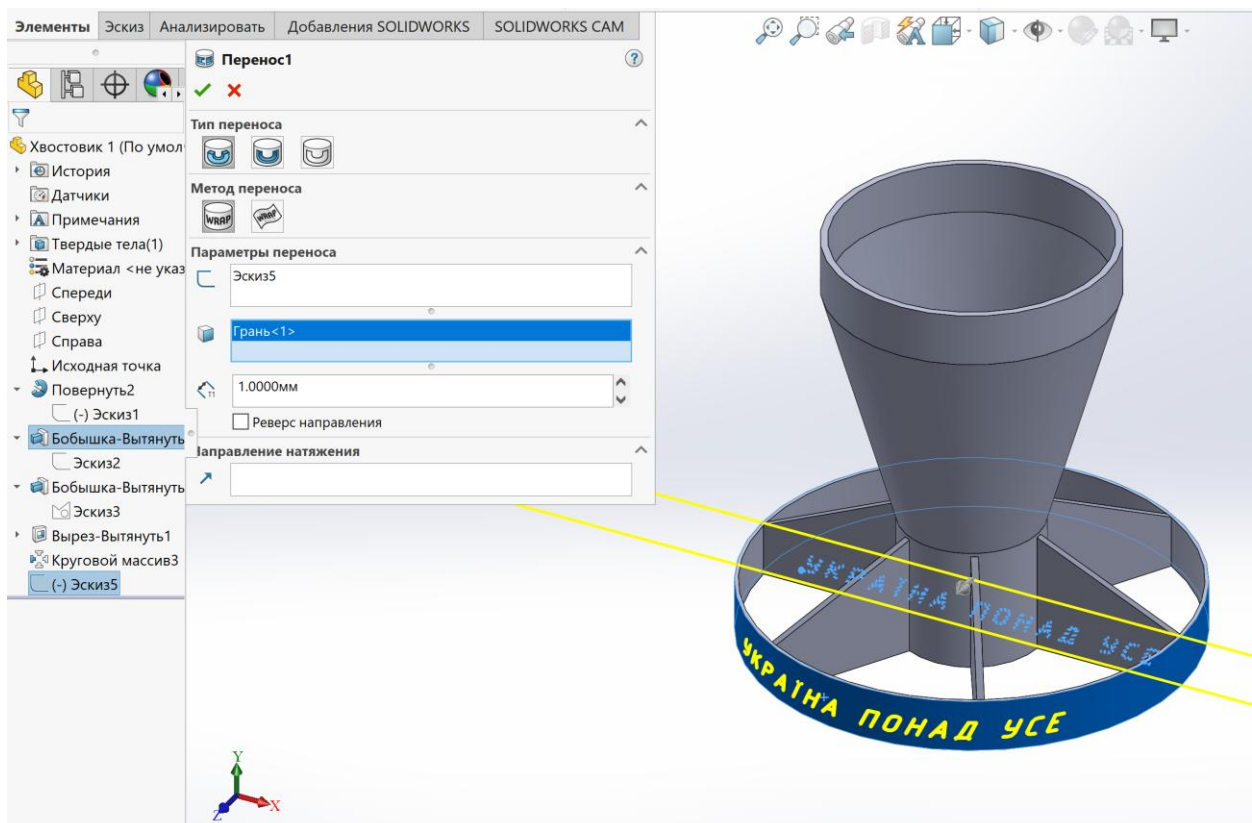 Элементы Эскиз Анализировать Добавления SOLIDWORKS SOLIDWORKS CAM
Перенос1
Тип переноса
Метод переноса
WRAP WRAP
Параметры переноса
Эскиз5
Грань<1>
1.0000мм
Реверс направления
Направление натяжения
Хвостовик 1 (По умол
История
Датчики
Примечания
Твердые тела(1)
Материал <не указ
Спереди
Сверху
Справа
Исходная точка
Повернуть2
(-) Эскиз1
Бобышка-Вытянуть
Эскиз2
Бобышка-Вытянуть
Эскиз3
Вырез-Вытянуть1
Круговой массив3
(-) Эскиз5
УКРАЇНА ПОНАД УСЕ
УКРАЇНА ПОНАД УСЕ
Y
X
Z